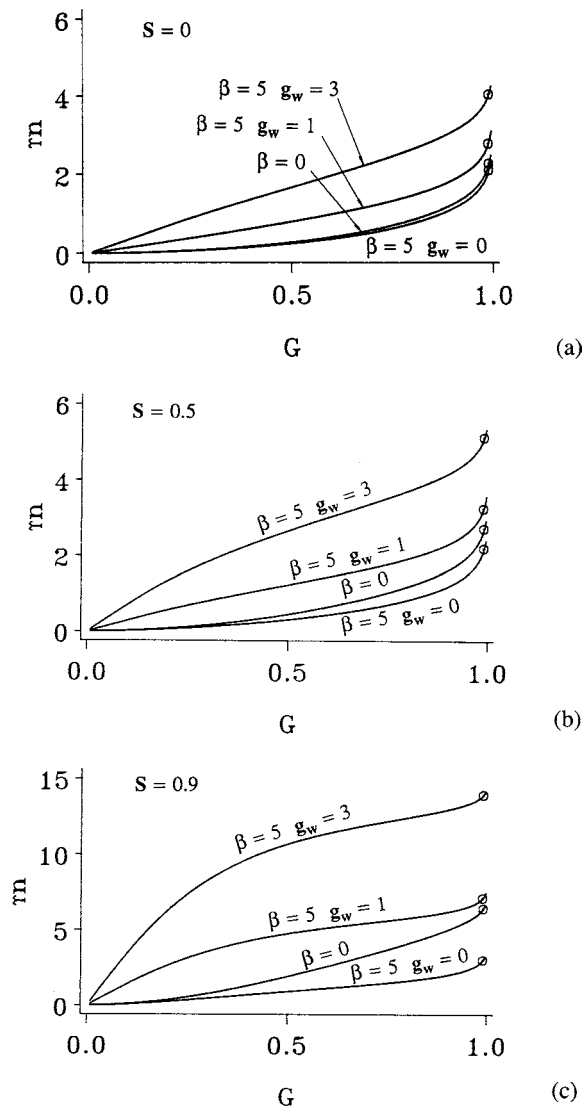 6
S = 0
β = 5 g_w = 3
4
β = 5 g_w = 1
β = 0
rn
2
0
β = 5 g_w = 0
0.0 0.5 1.0
G (a)
6
S = 0.5
4
β = 5 g_w = 3
rn
2
β = 5 g_w = 1
β = 0
0
β = 5 g_w = 0
0.0 0.5 1.0
G (b)
15
S = 0.9
β = 5 g_w = 3
10
rn
β = 5 g_w = 1
5
β = 0
β = 5 g_w = 0
0
0.0 0.5 1.0
G (c)